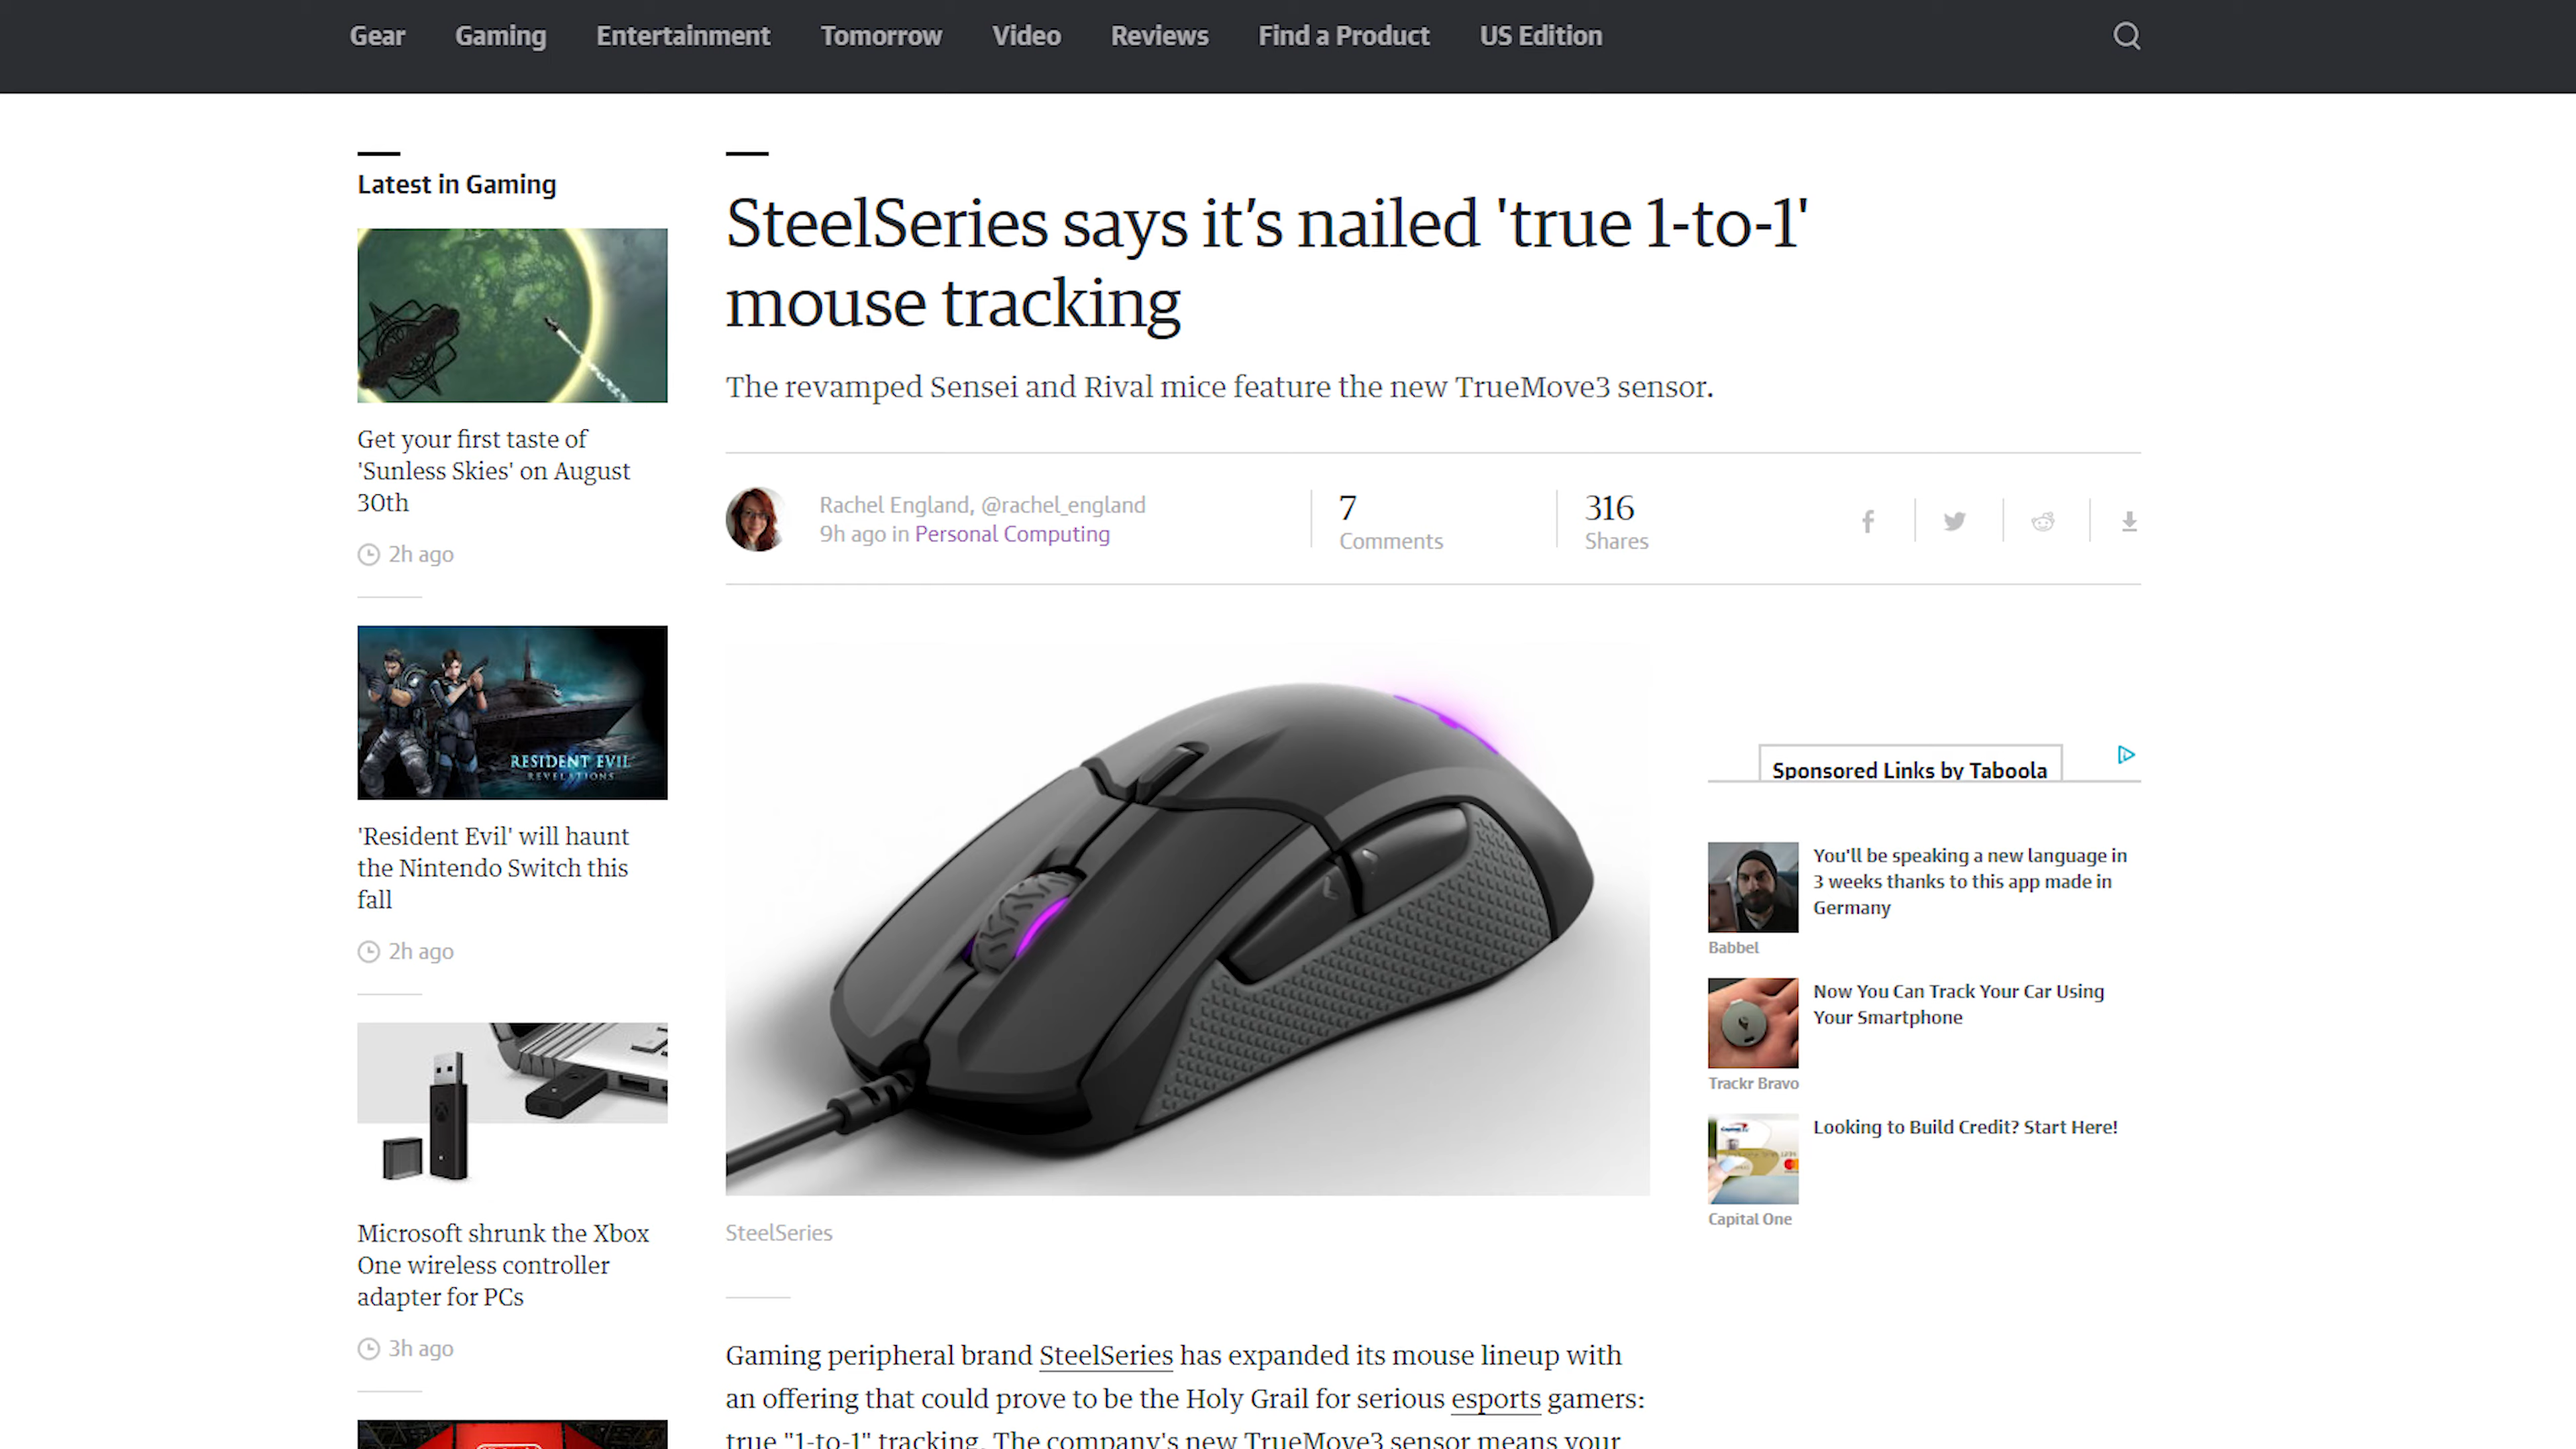 Gear Gaming Entertainment Tomorrow Video Reviews Find a Product US Edition
Latest in Gaming
Get your first taste of
'Sunless Skies' on August
30th
2h ago
RESIDENT EVIL
REVELATIONS
'Resident Evil' will haunt
the Nintendo Switch this
fall
2h ago
Microsoft shrunk the Xbox
One wireless controller
adapter for PCs
3h ago
SteelSeries says it's nailed 'true 1-to-1'
mouse tracking
The revamped Sensei and Rival mice feature the new TrueMove3 sensor.
Rachel England, @rachel_england
9h ago in Personal Computing
7
Comments
316
Shares
SteelSeries
Gaming peripheral brand SteelSeries has expanded its mouse lineup with
an offering that could prove to be the Holy Grail for serious esports gamers:
true "1-to-1" tracking. The company's new TrueMove3 sensor means your
Sponsored Links by Taboola
You'll be speaking a new language in
3 weeks thanks to this app made in
Germany
Babbel
Now You Can Track Your Car Using
Your Smartphone
Trackr Bravo
Looking to Build Credit? Start Here!
Capital One